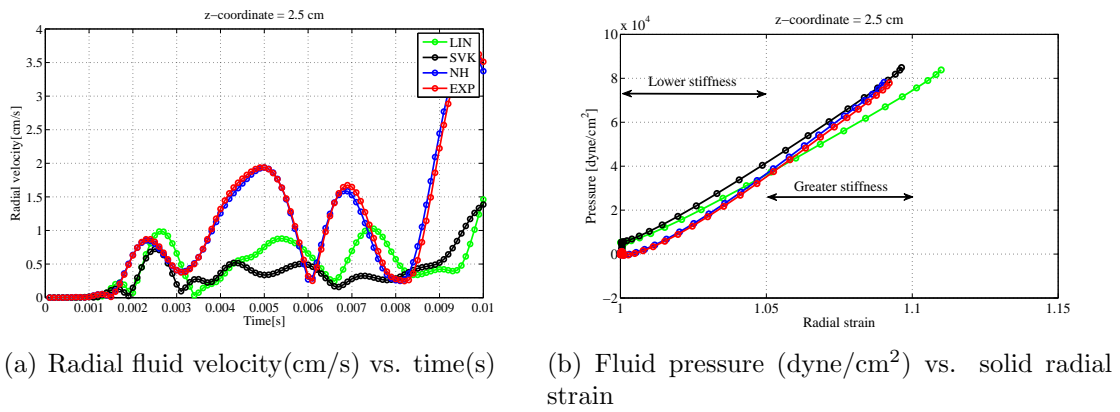 z-coordinate = 2.5 cm
4
3.5
3
2.5
2
1.5
1
0.5
0
Radial velocity[cm/s]
LIN
SVK
NH
EXP
0 0.001 0.002 0.003 0.004 0.005 0.006 0.007 0.008 0.009 0.01
Time[s]
(a) Radial fluid velocity(cm/s) vs. time(s)
z-coordinate = 2.5 cm
x 10⁴
10
8
6
4
2
0
−2
Pressure [dyne/cm²]
Lower stiffness
Greater stiffness
1 1.05 1.1 1.15
Radial strain
(b) Fluid pressure (dyne/cm²) vs. solid radial
strain